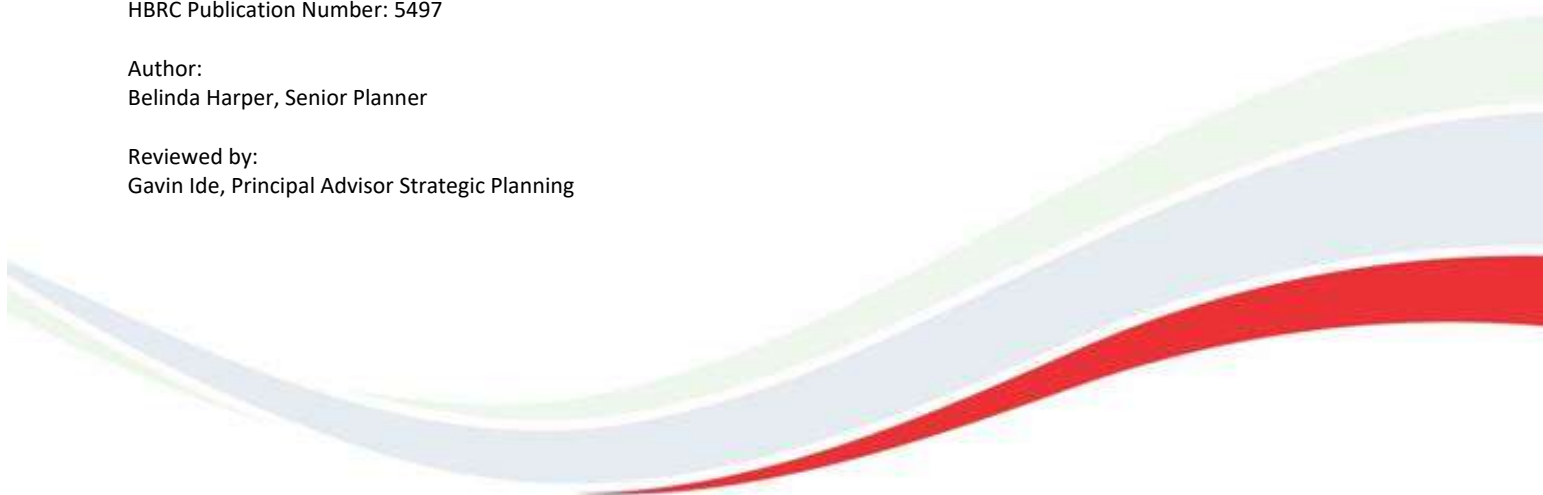 HBRC Publication Number: 5497
Author:
Belinda Harper, Senior Planner
Reviewed by:
Gavin Ide, Principal Advisor Strategic Planning